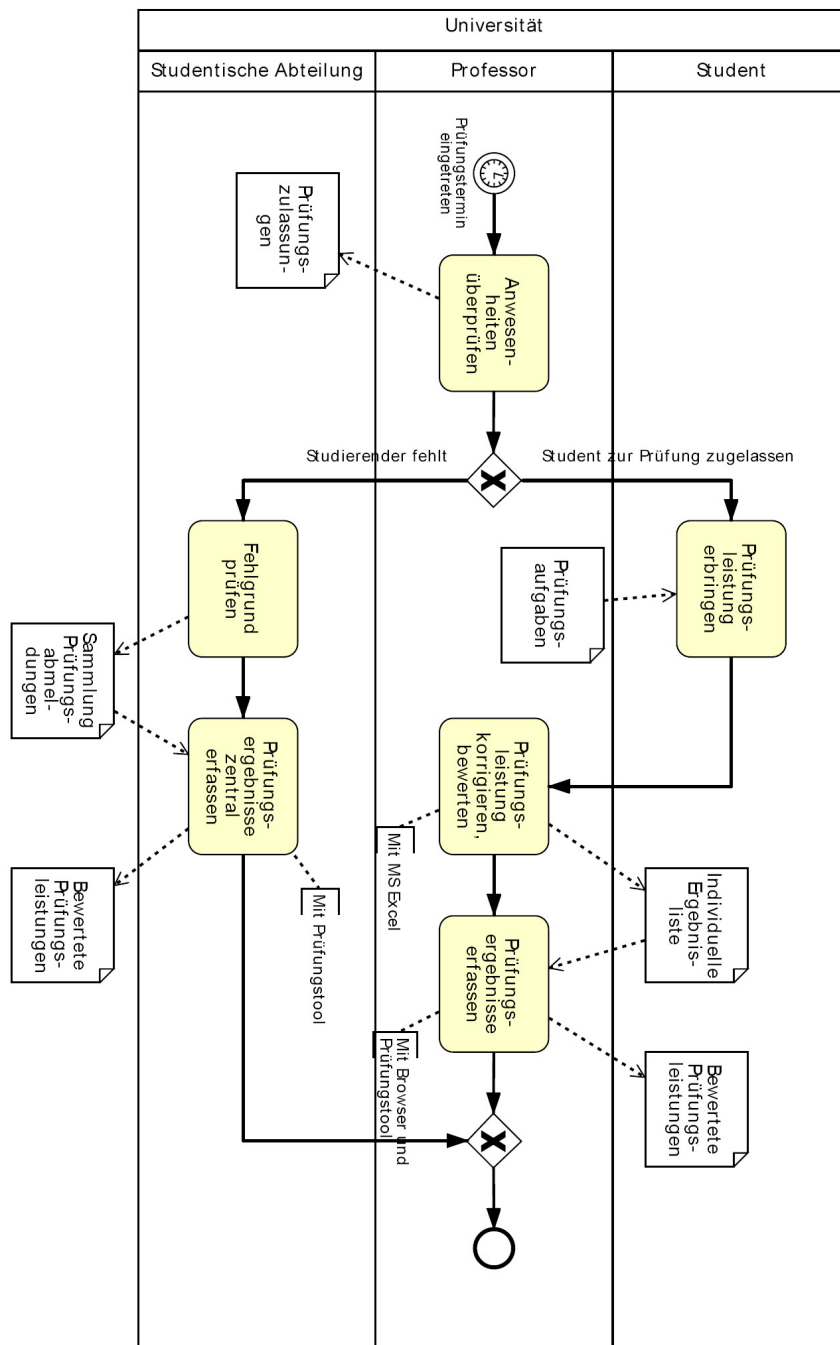 Universität
Studentische Abteilung
Professor
Student
Prüfungstermin
eingetreten
Prüfungs-
zulassun-
gen
Anwesen-
heiten
überprüfen
Studierender fehlt
Student zur Prüfung zugelassen
Fehlgrund
prüfen
Prüfungs-
aufgaben
Prüfungs-
leistung
erbringen
Sammlung
Prüfungs-
abmel-
dungen
Prüfungs-
ergebnisse
zentral
erfassen
Prüfungs-
leistung
korrigieren,
bewerten
Mit MS Excel
Bewertete
Prüfungs-
leistungen
Mit Prüfungstool
Individuelle
Ergebnis-
liste
Prüfungs-
ergebnisse
erfassen
Mit Browser und
Prüfungstool
Bewertete
Prüfungs-
leistungen